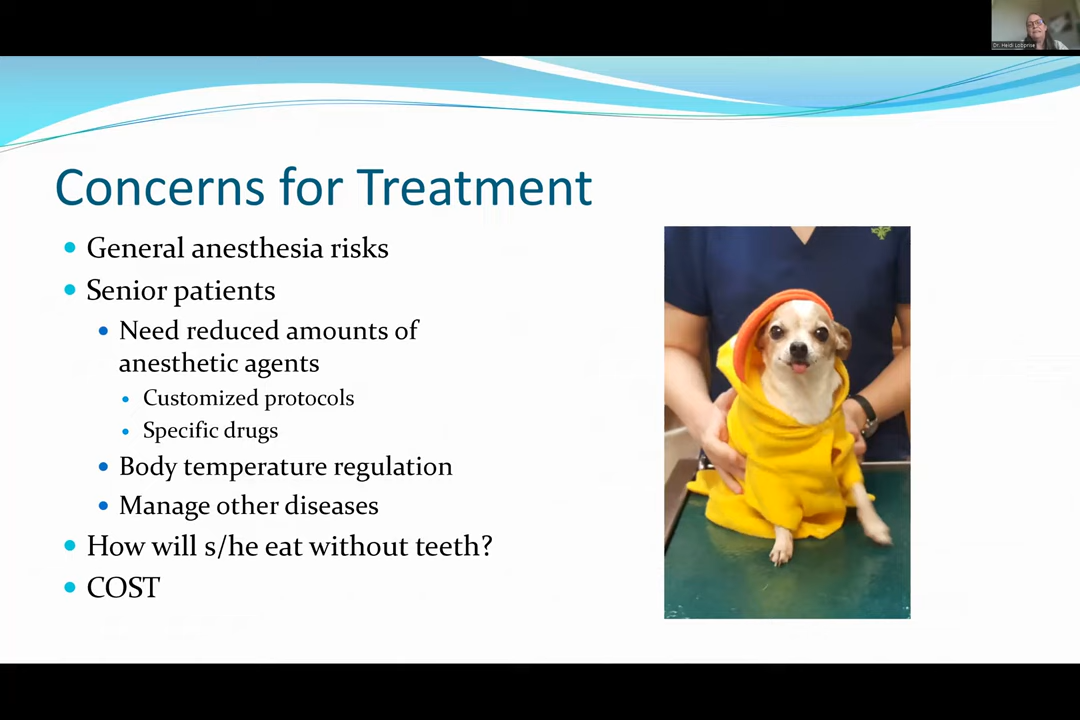 Dr. Heidi Lobprise
Concerns for Treatment
General anesthesia risks
Senior patients
Need reduced amounts of
anesthetic agents
Customized protocols
Specific drugs
Body temperature regulation
Manage other diseases
How will s/he eat without teeth?
COST